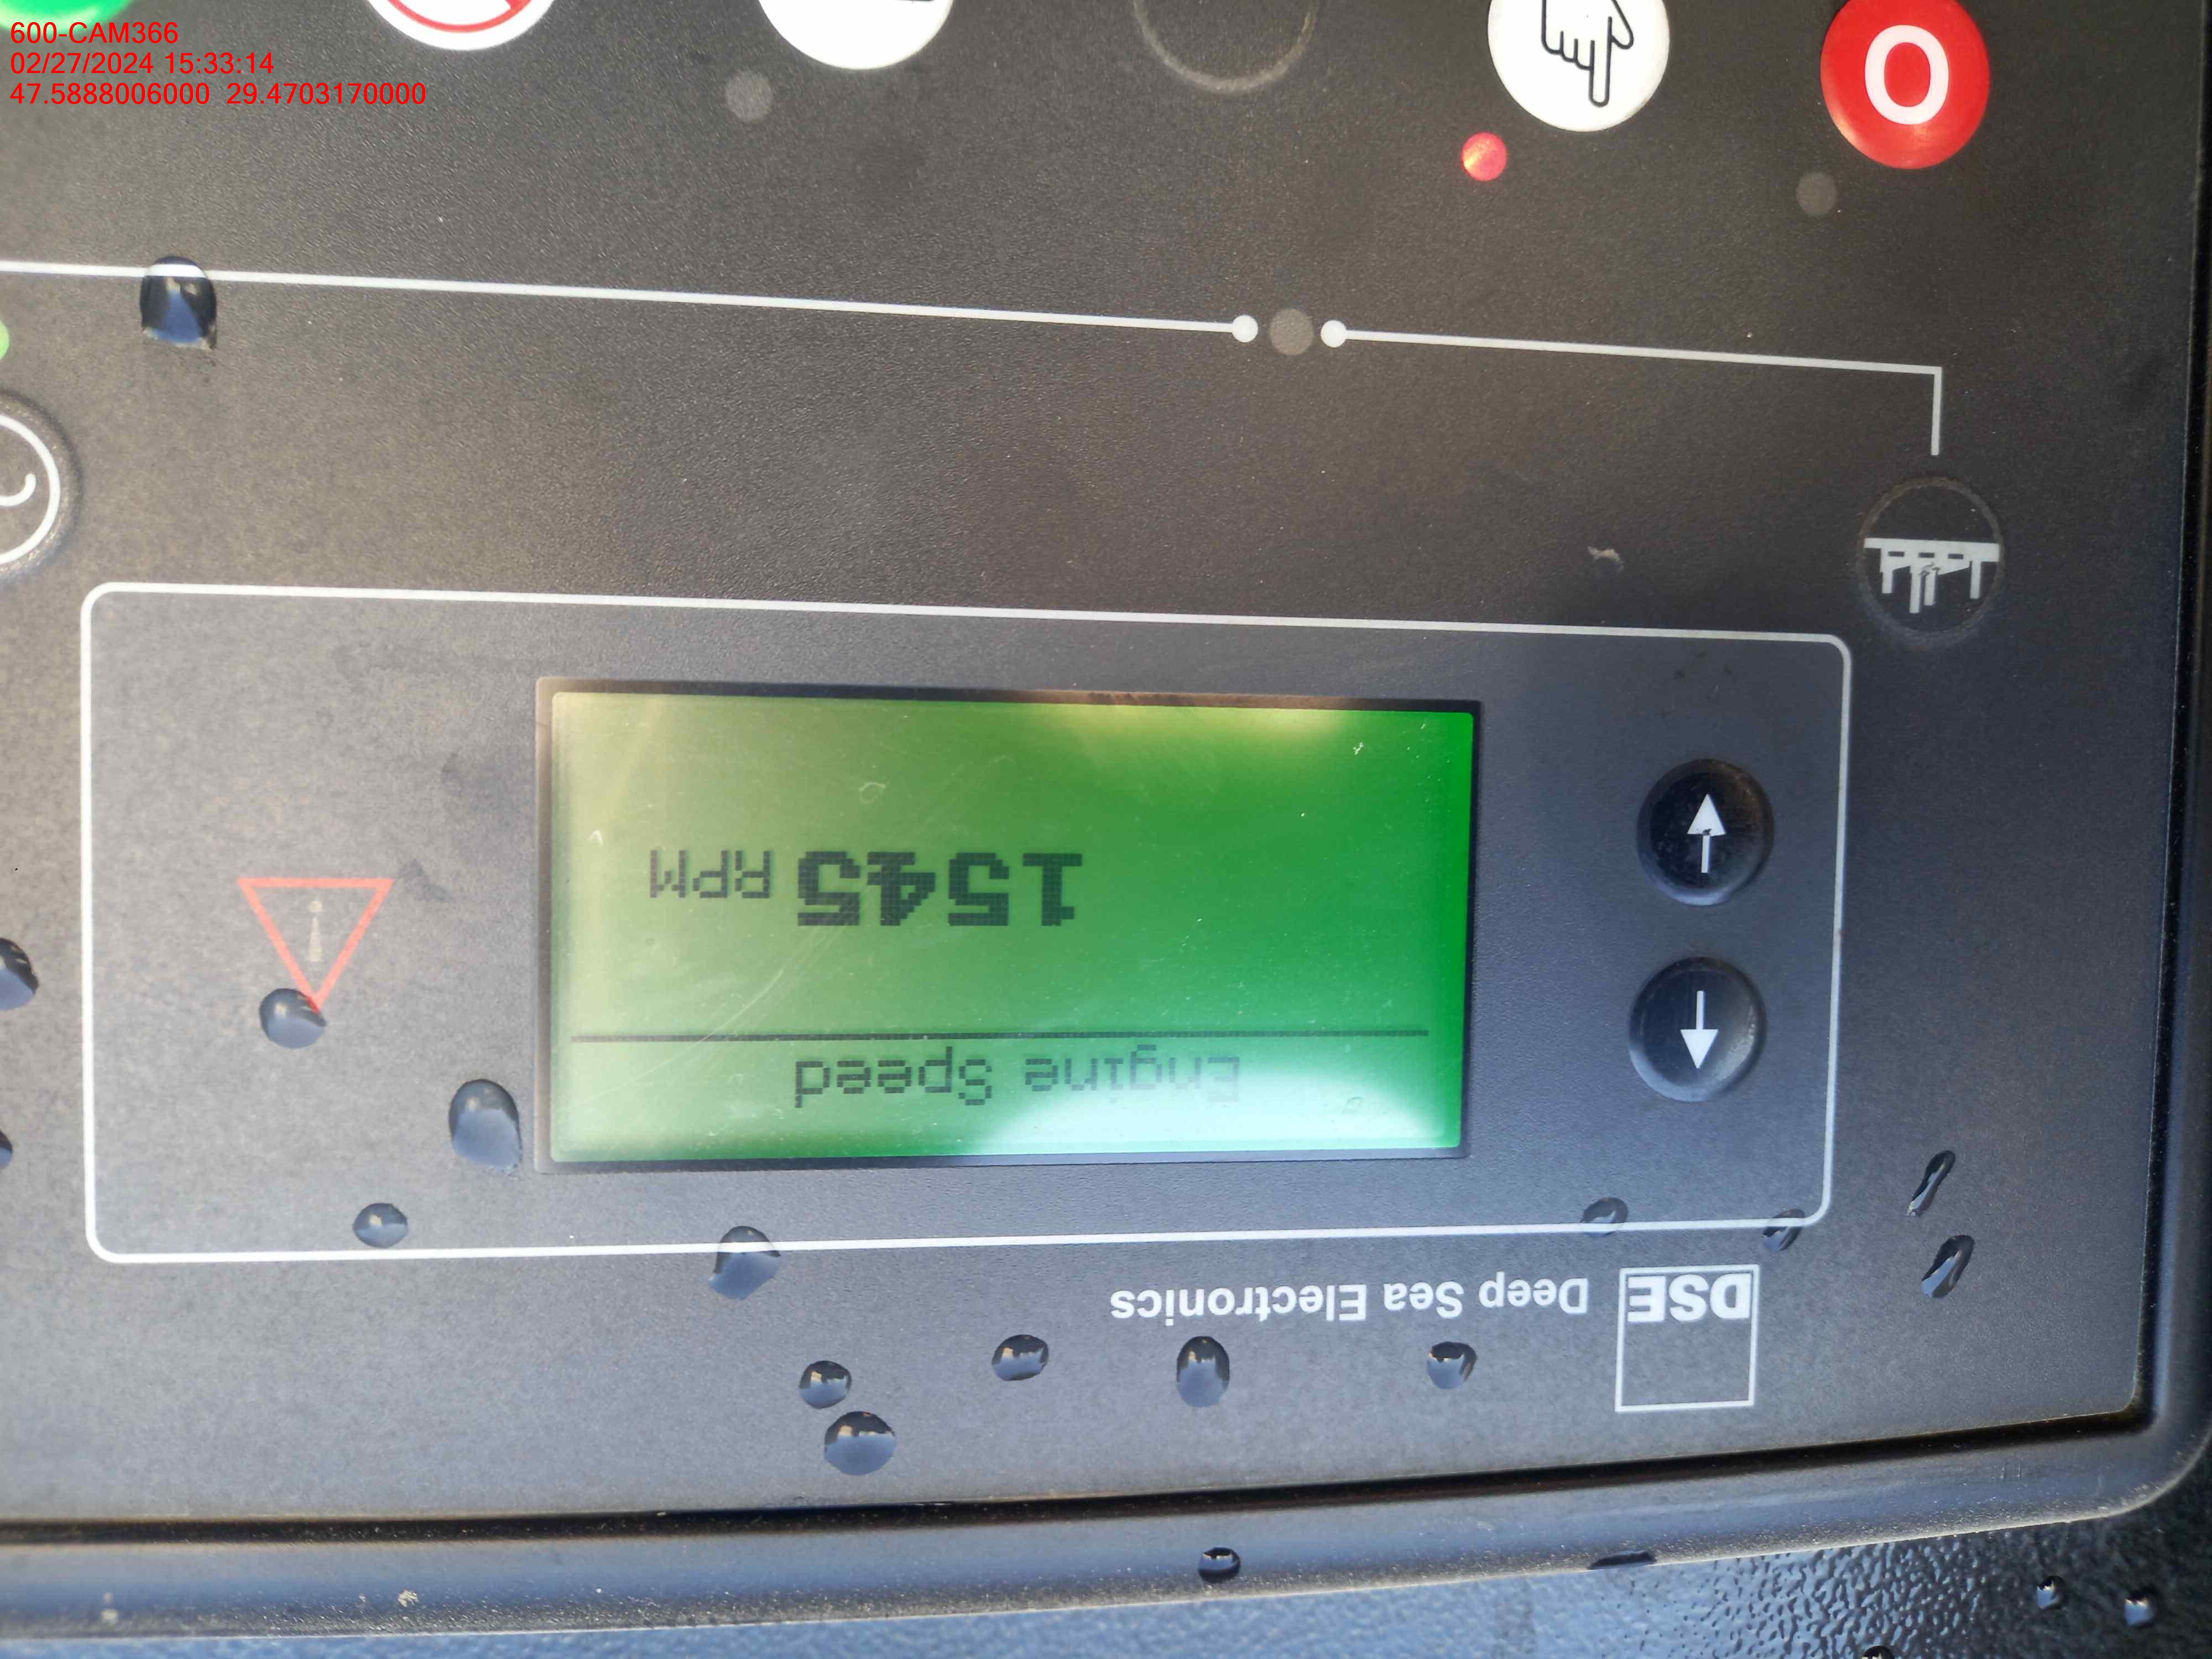 600-CAM366
02/27/2024 15:33:14
47.5888006000 29.4703170000
DSE Deep Sea Electronics
Engine Speed
1545 RPM
O